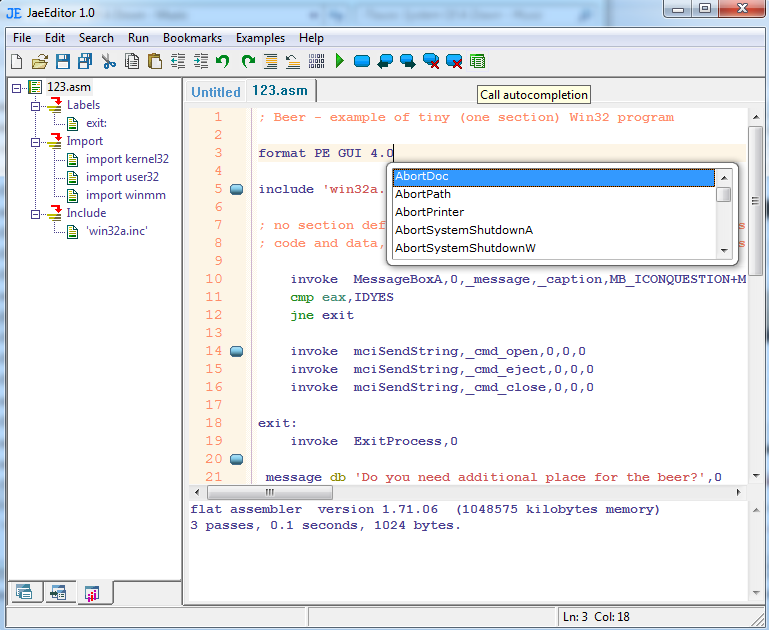 JE JaeEditor 1.0
File Edit Search Run Bookmarks Examples Help
123.asm
Labels
exit:
Import
import kernel32
import user32
import winmm
Include
'win32a.inc'
Untitled 123.asm
Call autocompletion
1 ; Beer - example of tiny (one section) Win32 program
2
3 format PE GUI 4.0
4
5 include 'win32a.
6
7 ; no section def
8 ; code and data,
9
AbortDoc
AbortPath
AbortPrinter
AbortSystemShutdownA
AbortSystemShutdownW
10 invoke MessageBoxA,0,_message,_caption,MB_ICONQUESTION+M
11 cmp eax,IDYES
12 jne exit
13
14 invoke mciSendString,_cmd_open,0,0,0
15 invoke mciSendString,_cmd_eject,0,0,0
16 invoke mciSendString,_cmd_close,0,0,0
17
18 exit:
19 invoke ExitProcess,0
20
21 _message db 'Do you need additional place for the beer?',0
flat assembler version 1.71.06 (1048575 kilobytes memory)
3 passes, 0.1 seconds, 1024 bytes.
Ln: 3 Col: 18